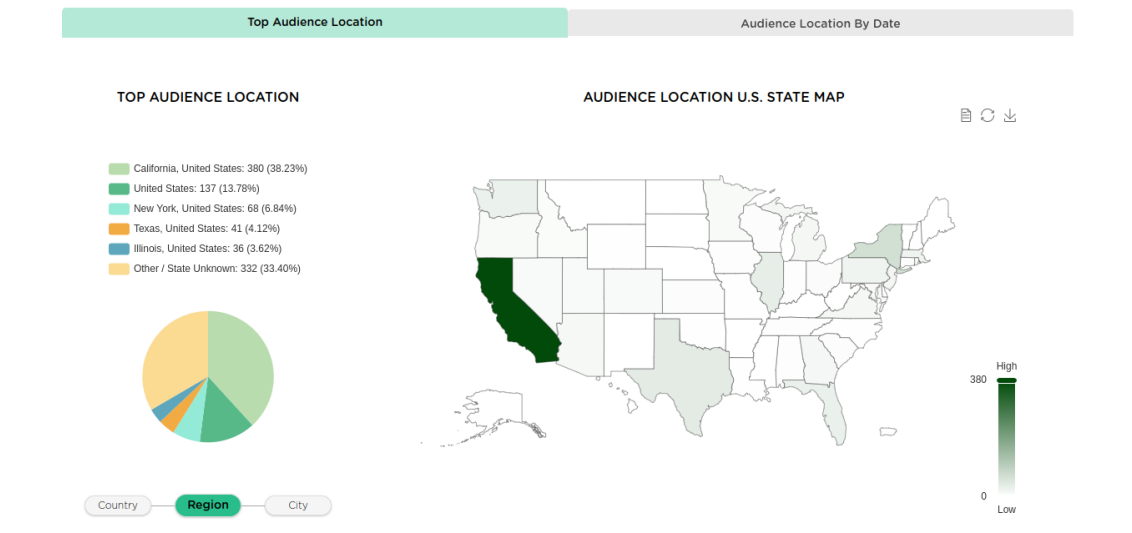 Top Audience Location
Audience Location By Date
TOP AUDIENCE LOCATION
AUDIENCE LOCATION U.S. STATE MAP
California, United States: 380 (38.23%)
United States: 137 (13.78%)
New York, United States: 68 (6.84%)
Texas, United States: 41 (4.12%)
Illinois, United States: 36 (3.62%)
Other / State Unknown: 332 (33.40%)
High
380
0
Low
Country
Region
City